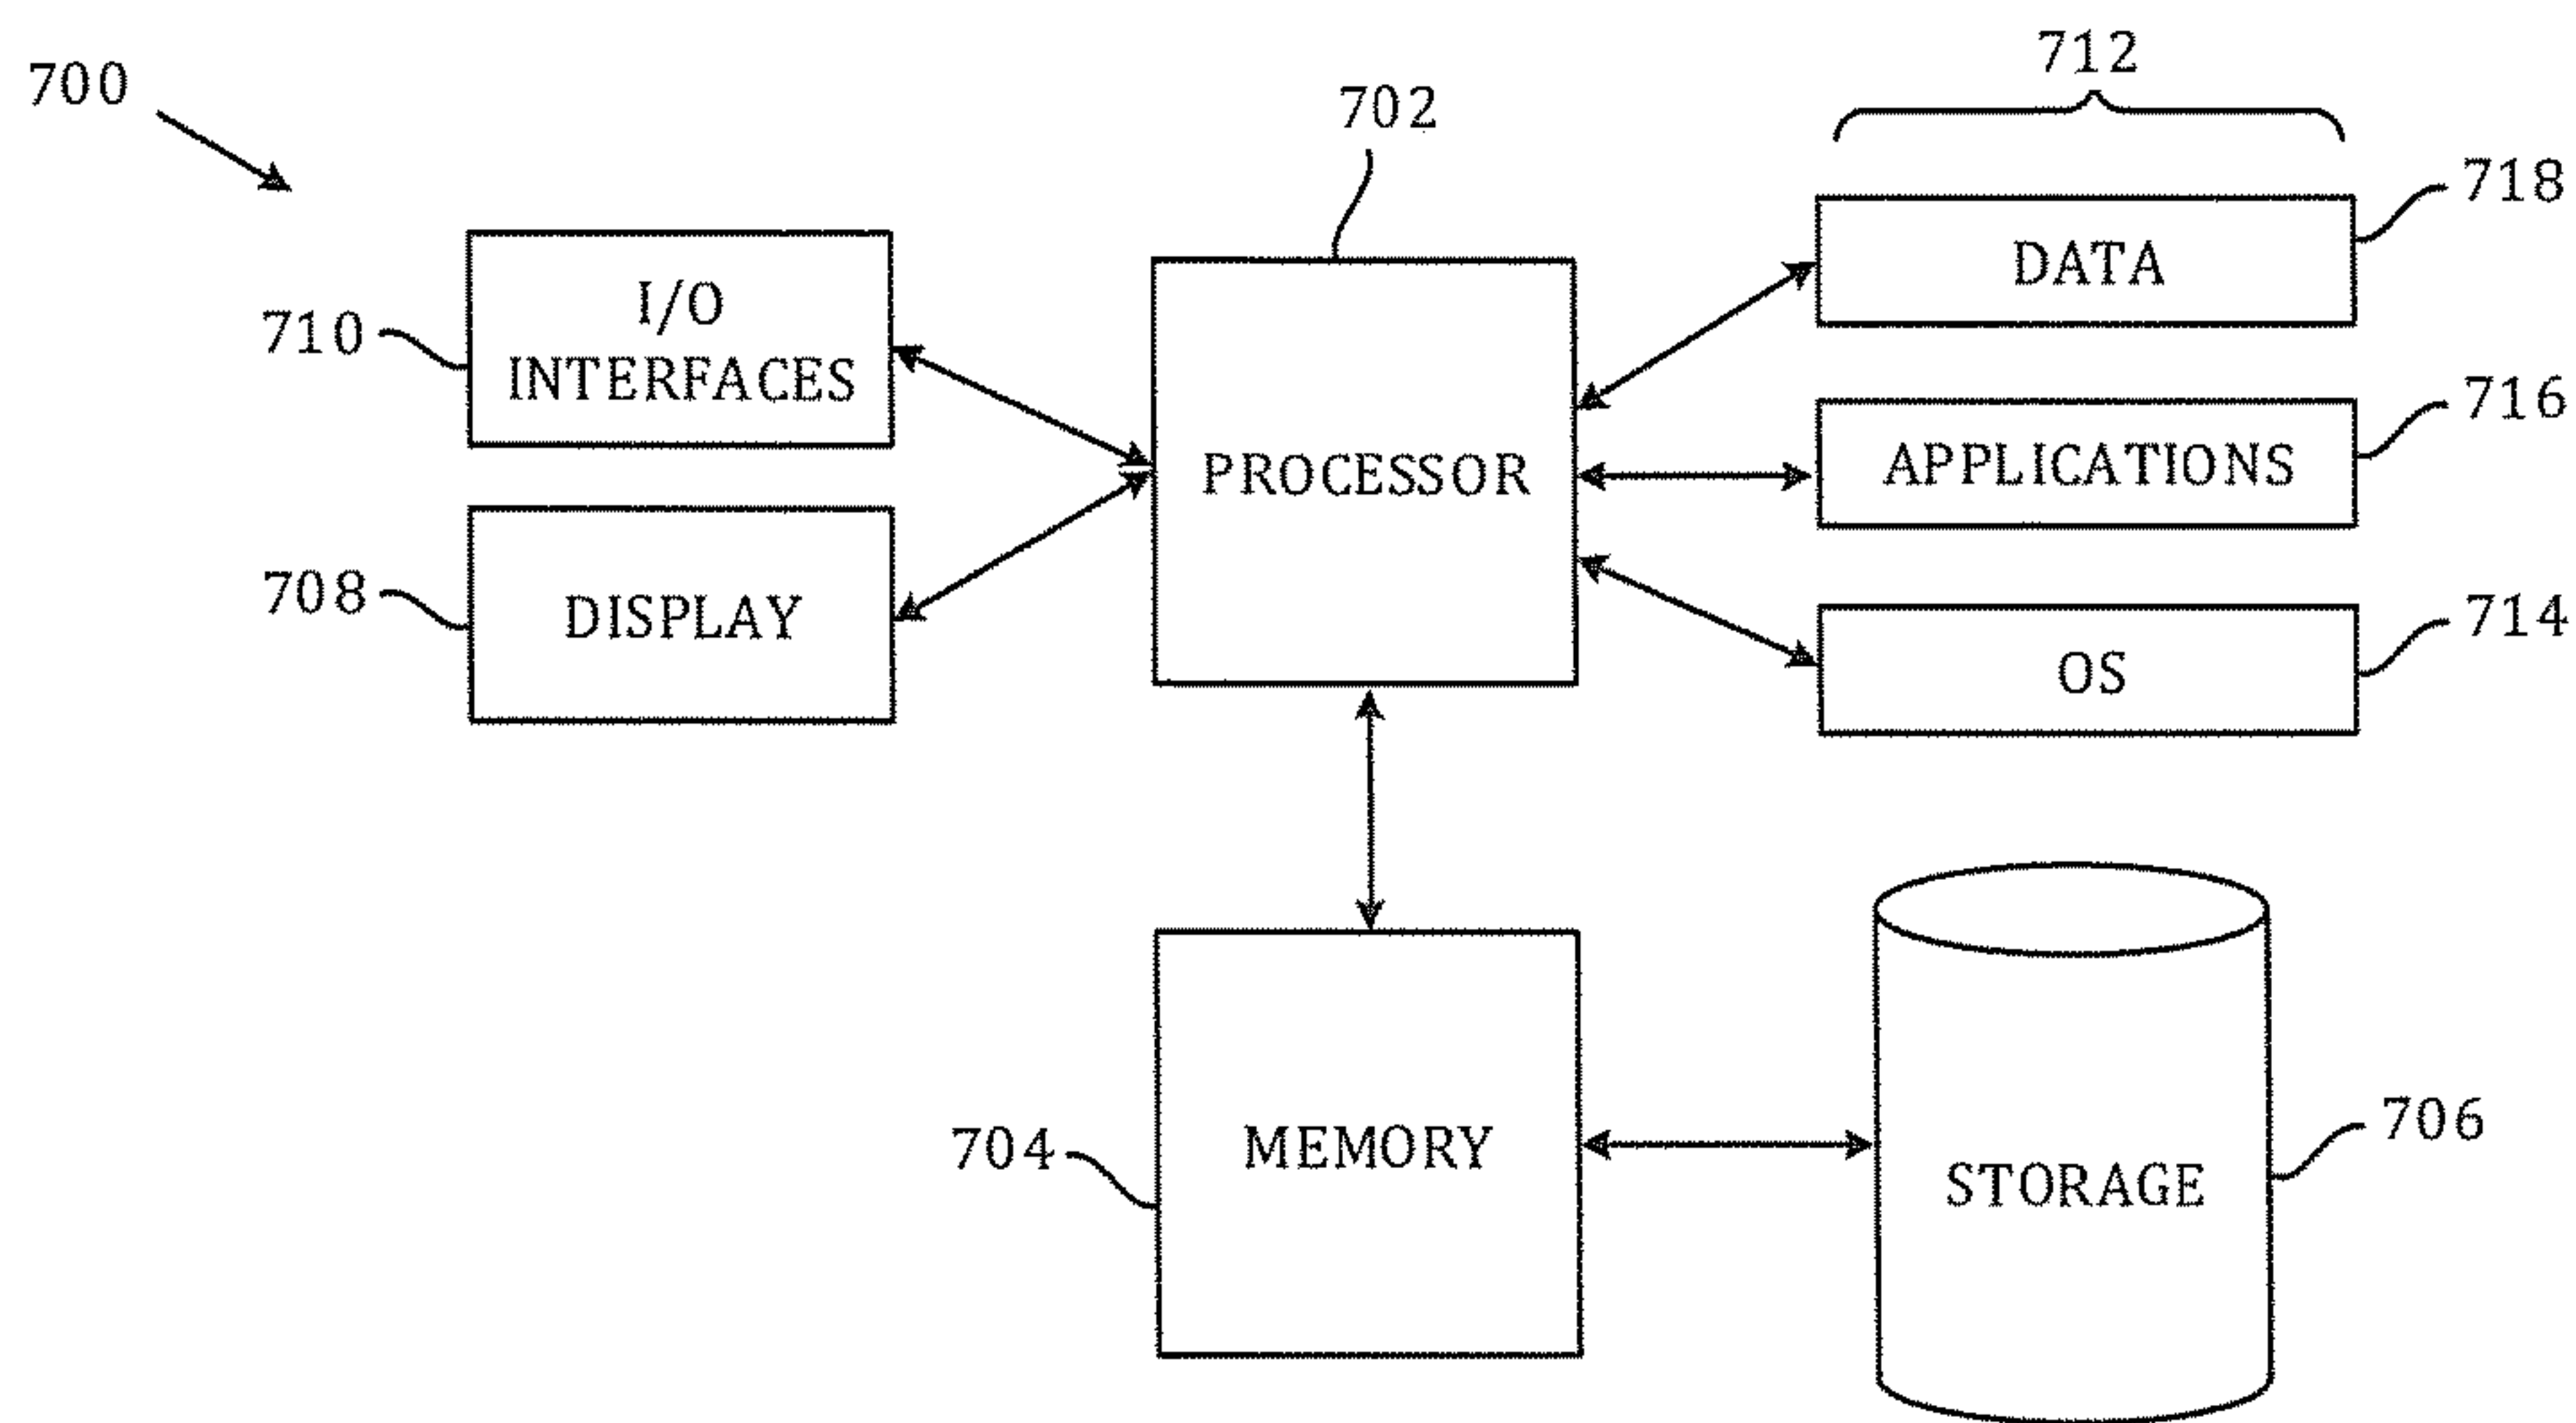 712
700
702
718
I/O
INTERFACES
710
DATA
716
PROCESSOR
APPLICATIONS
708
DISPLAY
714
OS
704
MEMORY
706
STORAGE